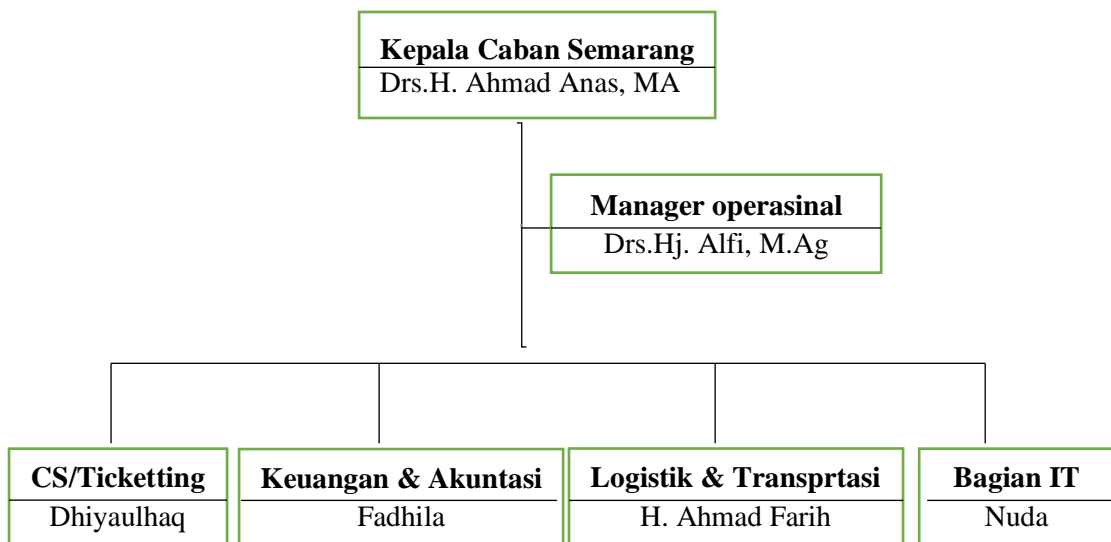 Kepala Caban Semarang
Drs.H. Ahmad Anas, MA
Manager operasinal
Drs.Hj. Alfi, M.Ag
CS/Ticketting
Dhiyaulhaq
Keuangan & Akuntasi
Fadhila
Logistik & Transprtasi
H. Ahmad Farih
Bagian IT
Nuda